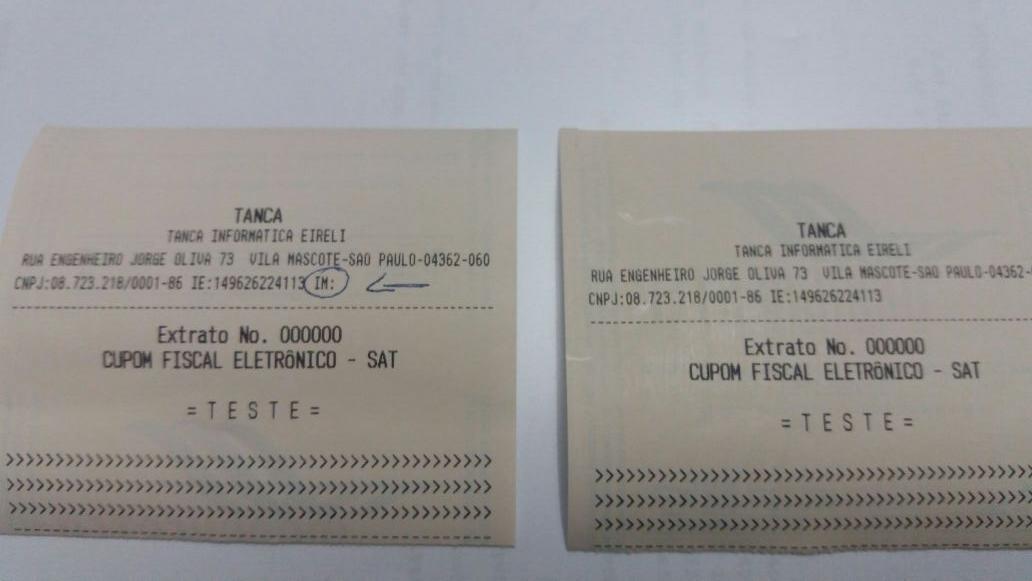 TANCA
TANCA INFORMATICA EIRELI
RUA ENGENHEIRO JORGE OLIVA 73 VILA MASCOTE-SAO PAULO-04362-060
CNPJ:08.723.218/0001-86 IE:149626224113 IM:
Extrato No. 000000
CUPOM FISCAL ELETRôNICO - SAT
=TESTE=
>>>>>>>>>>>>>>>>>>>>>>>>>>>>>>>>>>>>>>>>>>>>>>>>
>>>>>>>>>>>>>>>>>>>>>>>>>>>>>>>>>>>>>>>>>>>>>>>>
>>>>>>>>>>>>>>>>>>>>>>>>>>>>>>>>>>>>>>>>>>>>>>>>
TANCA
TANCA INFORMATICA EIRELI
RUA ENGENHEIRO JORGE OLIVA 73 VILA MASCOTE-SAO PAULO-04362-
CNPJ:08.723.218/0001-86 IE:149626224113
Extrato No. 000000
CUPOM FISCAL ELETRôNICO - SAT
=TESTE=
>>>>>>>>>>>>>>>>>>>>>>>>>>>>>>>>>>>>>>>>>>>
>>>>>>>>>>>>>>>>>>>>>>>>>>>>>>>>>>>>>>>>>>>
>>>>>>>>>>>>>>>>>>>>>>>>>>>>>>>>>>>>>>>>>>>